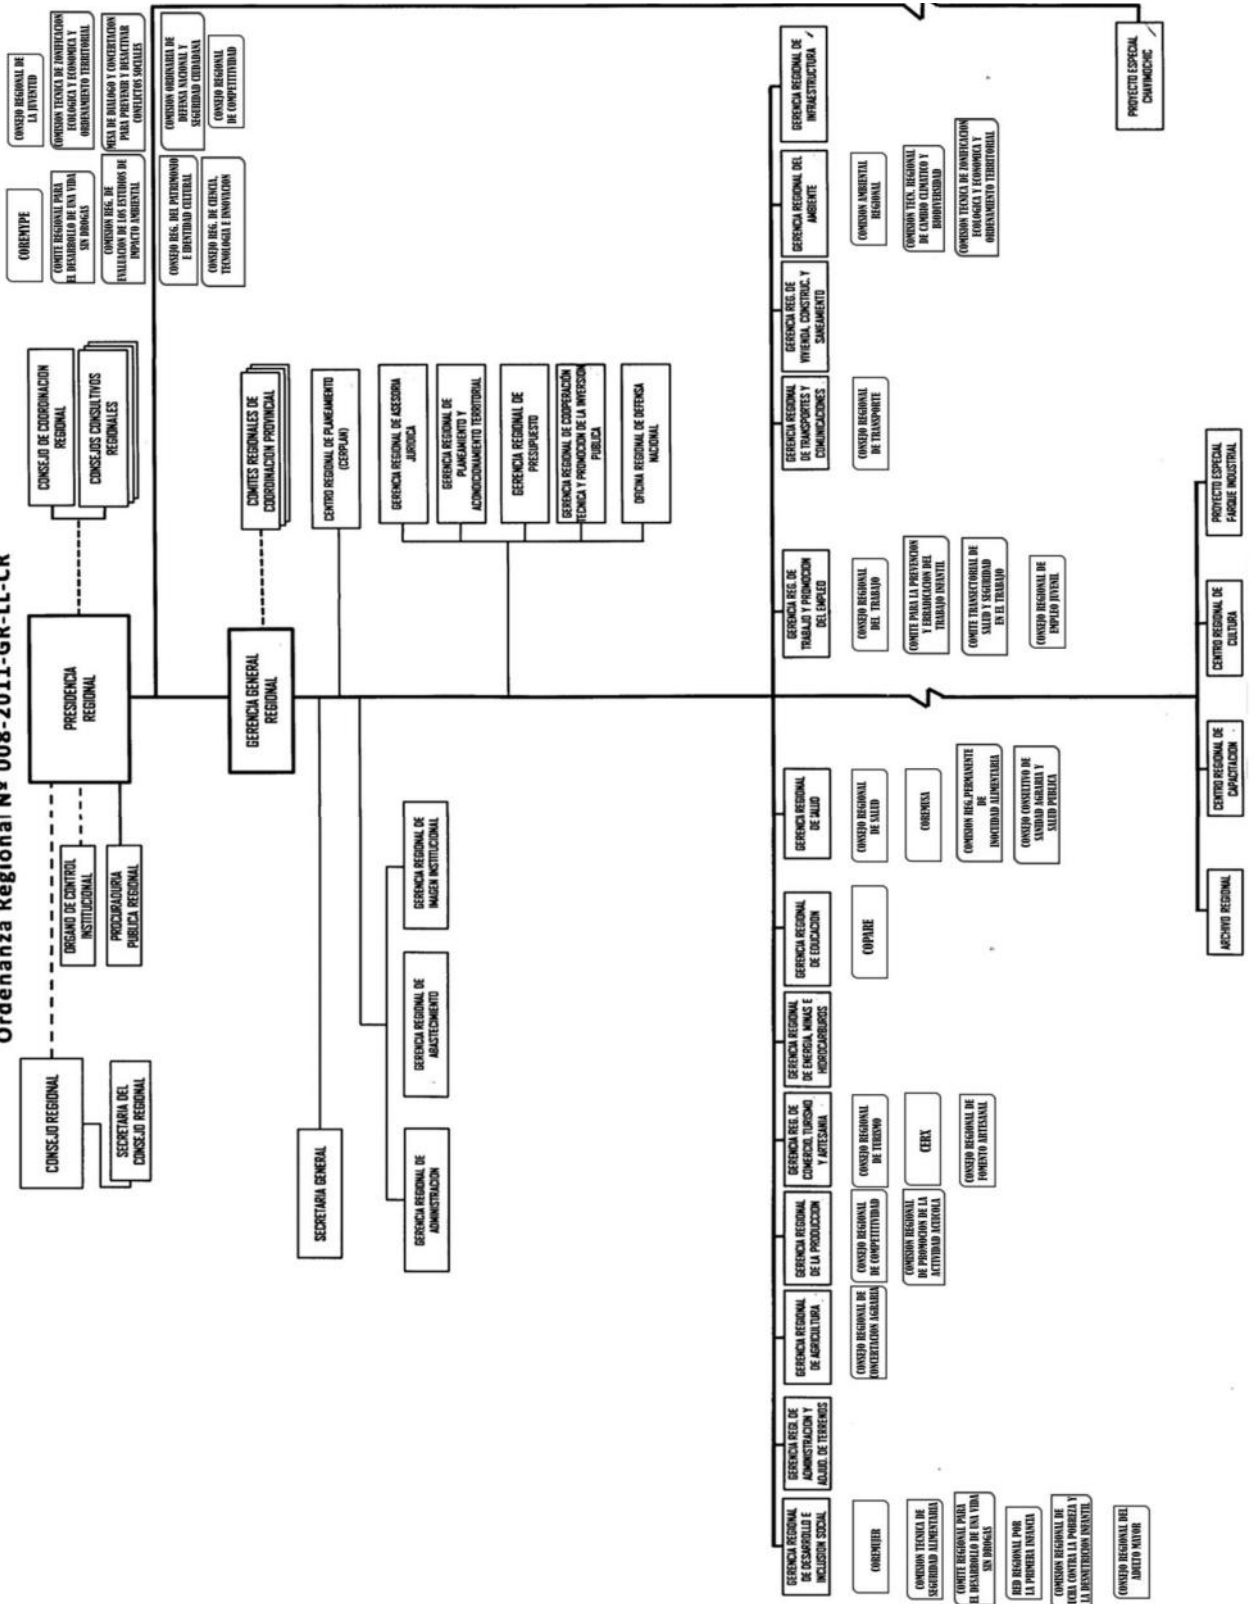 Ordenanza Regional Nº 008-2011-GR-LL-CR
CONSEJO REGIONAL
SECRETARIA DEL
CONSEJO REGIONAL
ORGANO DE CONTROL
INSTITUCIONAL
PROCURADURIA
PUBLICA REGIONAL
PRESIDENCIA
REGIONAL
CONSEJO DE COORDINACION
REGIONAL
CONSEJOS CONSULTIVOS
REGIONALES
COREMYPE
CONSEJO REGIONAL DE
LA JUVENTUD
COMITE REGIONAL PARA
EL DESARROLLO DE UNA VIDA
SIN DROGAS
COMISION TECNICA DE ZONIFICACION
ECOLOGICA Y ECONOMICA Y
ORDENAMIENTO TERRITORIAL
COMISION REG. DE
EVALUACION DE LOS ESTUDIOS DE
IMPACTO AMBIENTAL
MESA DE DIALOGO Y CONCERTACION
PARA PREVENIR Y DESACTIVAR
CONFLICTOS SOCIALES
CONSEJO REG. DEL PATRIMONIO
E IDENTIDAD CULTURAL
COMISION ORDINARIA DE
DEFENSA NACIONAL Y
SEGURIDAD CIUDADANA
CONSEJO REG. DE CIENCIA,
TECNOLOGIA E INNOVACION
CONSEJO REGIONAL
DE COMPETITIVIDAD
GERENCIA GENERAL
REGIONAL
COMITES REGIONALES DE
COORDINACION PROVINCIAL
SECRETARIA GENERAL
CENTRO REGIONAL DE PLANEAMIENTO
(CERPLAN)
GERENCIA REGIONAL DE
ADMINISTRACION
GERENCIA REGIONAL DE
ABASTECIMIENTO
GERENCIA REGIONAL DE
IMAGEN INSTITUCIONAL
GERENCIA REGIONAL DE ASESORIA
JURIDICA
GERENCIA REGIONAL DE
PLANEAMIENTO Y
ACONDICIONAMIENTO TERRITORIAL
GERENCIA REGIONAL DE
PRESUPUESTO
GERENCIA REGIONAL DE COOPERACIÓN
TECNICA Y PROMOCION DE LA INVERSION
PUBLICA
OFICINA REGIONAL DE DEFENSA
NACIONAL
GERENCIA REGIONAL
DE DESARROLLO E
INCLUSION SOCIAL
COREMUJER
COMISION TECNICA DE
SEGURIDAD ALIMENTARIA
COMITE REGIONAL PARA
EL DESARROLLO DE UNA VIDA
SIN DROGAS
RED REGIONAL POR
LA PRIMERA INFANCIA
COMISION REGIONAL DE
UCHA CONTRA LA POBREZA Y
LA DESNUTRICION INFANTIL
CONSEJO REGIONAL DEL
ADULTO MAYOR
GERENCIA REGI. DE
ADMINISTRACION Y
ADJUD. DE TERRENOS
GERENCIA REGIONAL
DE AGRICULTURA
CONSEJO REGIONAL DE
CONCERTACION AGRARIA
GERENCIA REGIONAL
DE LA PRODUCCION
CONSEJO REGIONAL
DE COMPETITIVIDAD
COMISION REGIONAL
DE PROMOCION DE LA
ACTIVIDAD ACUICOLA
GERENCIA REG. DE
COMERCIO, TURISMO
Y ARTESANIA
CONSEJO REGIONAL
DE TURISMO
CERX
CONSEJO REGIONAL DE
FOMENTO ARTESANAL
GERENCIA REGIONAL
DE ENERGIA, MINAS E
HIDROCARBUROS
GERENCIA REGIONAL
DE EDUCACION
COPARE
GERENCIA REGIONAL
DE SALUD
CONSEJO REGIONAL
DE SALUD
COREMUSA
COMISION REG. PERMANENTE
DE
INOCUIDAD ALIMENTARIA
CONSEJO CONSULTIVO DE
SANIDAD AGRARIA Y
SALUD PUBLICA
GERENCIA REG. DE
TRABAJO Y PROMOCION
DEL EMPLEO
CONSEJO REGIONAL
DEL TRABAJO
COMITE PARA LA PREVENCION
Y ERRADICACION DEL
TRABAJO INFANTIL
COMITE TRANSECTORIAL DE
SALUD Y SEGURIDAD
EN EL TRABAJO
CONSEJO REGIONAL DE
EMPLEO JUVENIL
GERENCIA REGIONAL
DE TRANSPORTES Y
COMUNICACIONES
CONSEJO REGIONAL
DE TRANSPORTE
GERENCIA REG. DE
VIVIENDA, CONSTRUC. Y
SANEAMIENTO
GERENCIA REGIONAL DEL
AMBIENTE
COMISION AMBIENTAL
REGIONAL
COMISION TECN. REGIONAL
DE CAMBIO CLIMATICO Y
BIODIVERSIDAD
COMISION TECNICA DE ZONIFICACION
ECOLOGICA Y ECONOMICA Y
ORDENAMIENTO TERRITORIAL
GERENCIA REGIONAL DE
INFRAESTRUCTURA
PROYECTO ESPECIAL
CHAVIMOCHIC
ARCHIVO REGIONAL
CENTRO REGIONAL DE
CAPACITACION
CENTRO REGIONAL DE
CULTURA
PROYECTO ESPECIAL
PARQUE INDUSTRIAL